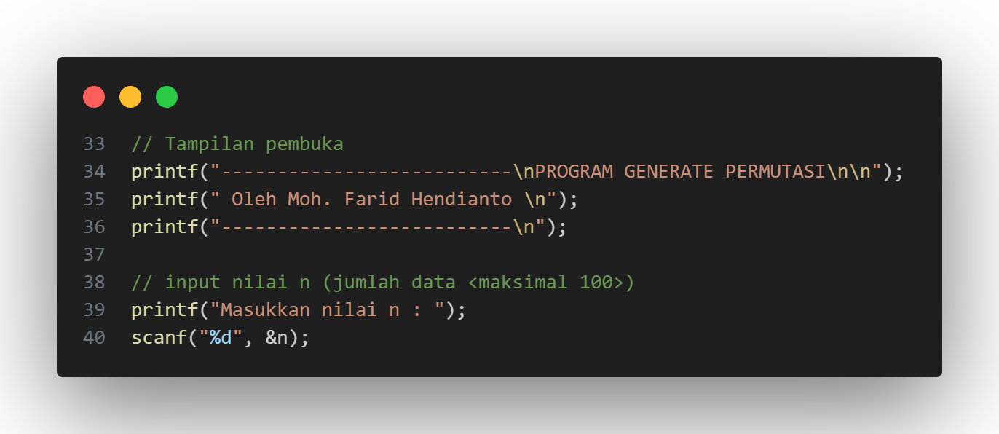 33 // Tampilan pembuka
34 printf("--------------------------\nPROGRAM GENERATE PERMUTASI\n\n");
35 printf(" Oleh Moh. Farid Hendianto \n");
36 printf("--------------------------\n");
37
38 // input nilai n (jumlah data <maksimal 100>)
39 printf("Masukkan nilai n : ");
40 scanf("%d", &n);